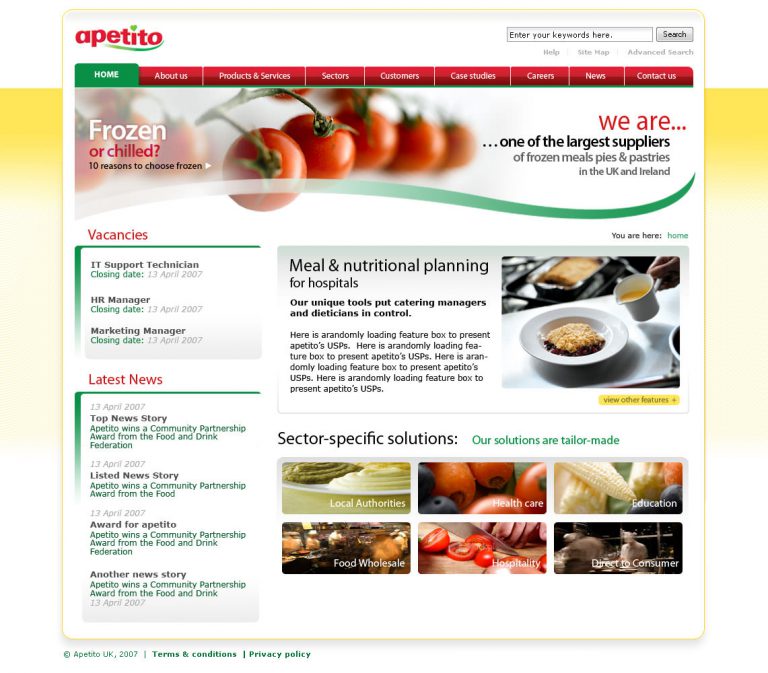 apetito
Enter your keywords here.
Search
Help
Site Map
Advanced Search
HOME
About us
Products & Services
Sectors
Customers
Case studies
Careers
News
Contact us
Frozen
or chilled?
10 reasons to choose frozen
we are...
...one of the largest suppliers
of frozen meals pies & pastries
in the UK and Ireland
Vacancies
IT Support Technician
Closing date: 13 April 2007
HR Manager
Closing date: 13 April 2007
Marketing Manager
Closing date: 13 April 2007
Latest News
13 April 2007
Top News Story
Apetito wins a Community Partnership
Award from the Food and Drink
Federation
13 April 2007
Listed News Story
Apetito wins a Community Partnership
Award from the Food and
13 April 2007
Award for apetito
Apetito wins a Community Partnership
Award from the Food and Drink
Federation
Another news story
Apetito wins a Community Partnership
Award from the Food and Drink
13 April 2007
You are here: home
Meal & nutritional planning
for hospitals
Our unique tools put catering managers
and dieticians in control.
Here is arandomly loading feature box to present
apetito's USPs. Here is arandomly loading fea-
ture box to present apetito's USPs. Here is aran-
domly loading feature box to present apetito's
USPs. Here is arandomly loading feature box to
present apetito's USPs.
view other features +
Sector-specific solutions:
Our solutions are tailor-made
Local Authorities
Health care
Education
Food Wholesale
Hospitality
Direct to Consumer
© Apetito UK, 2007 | Terms & conditions | Privacy policy